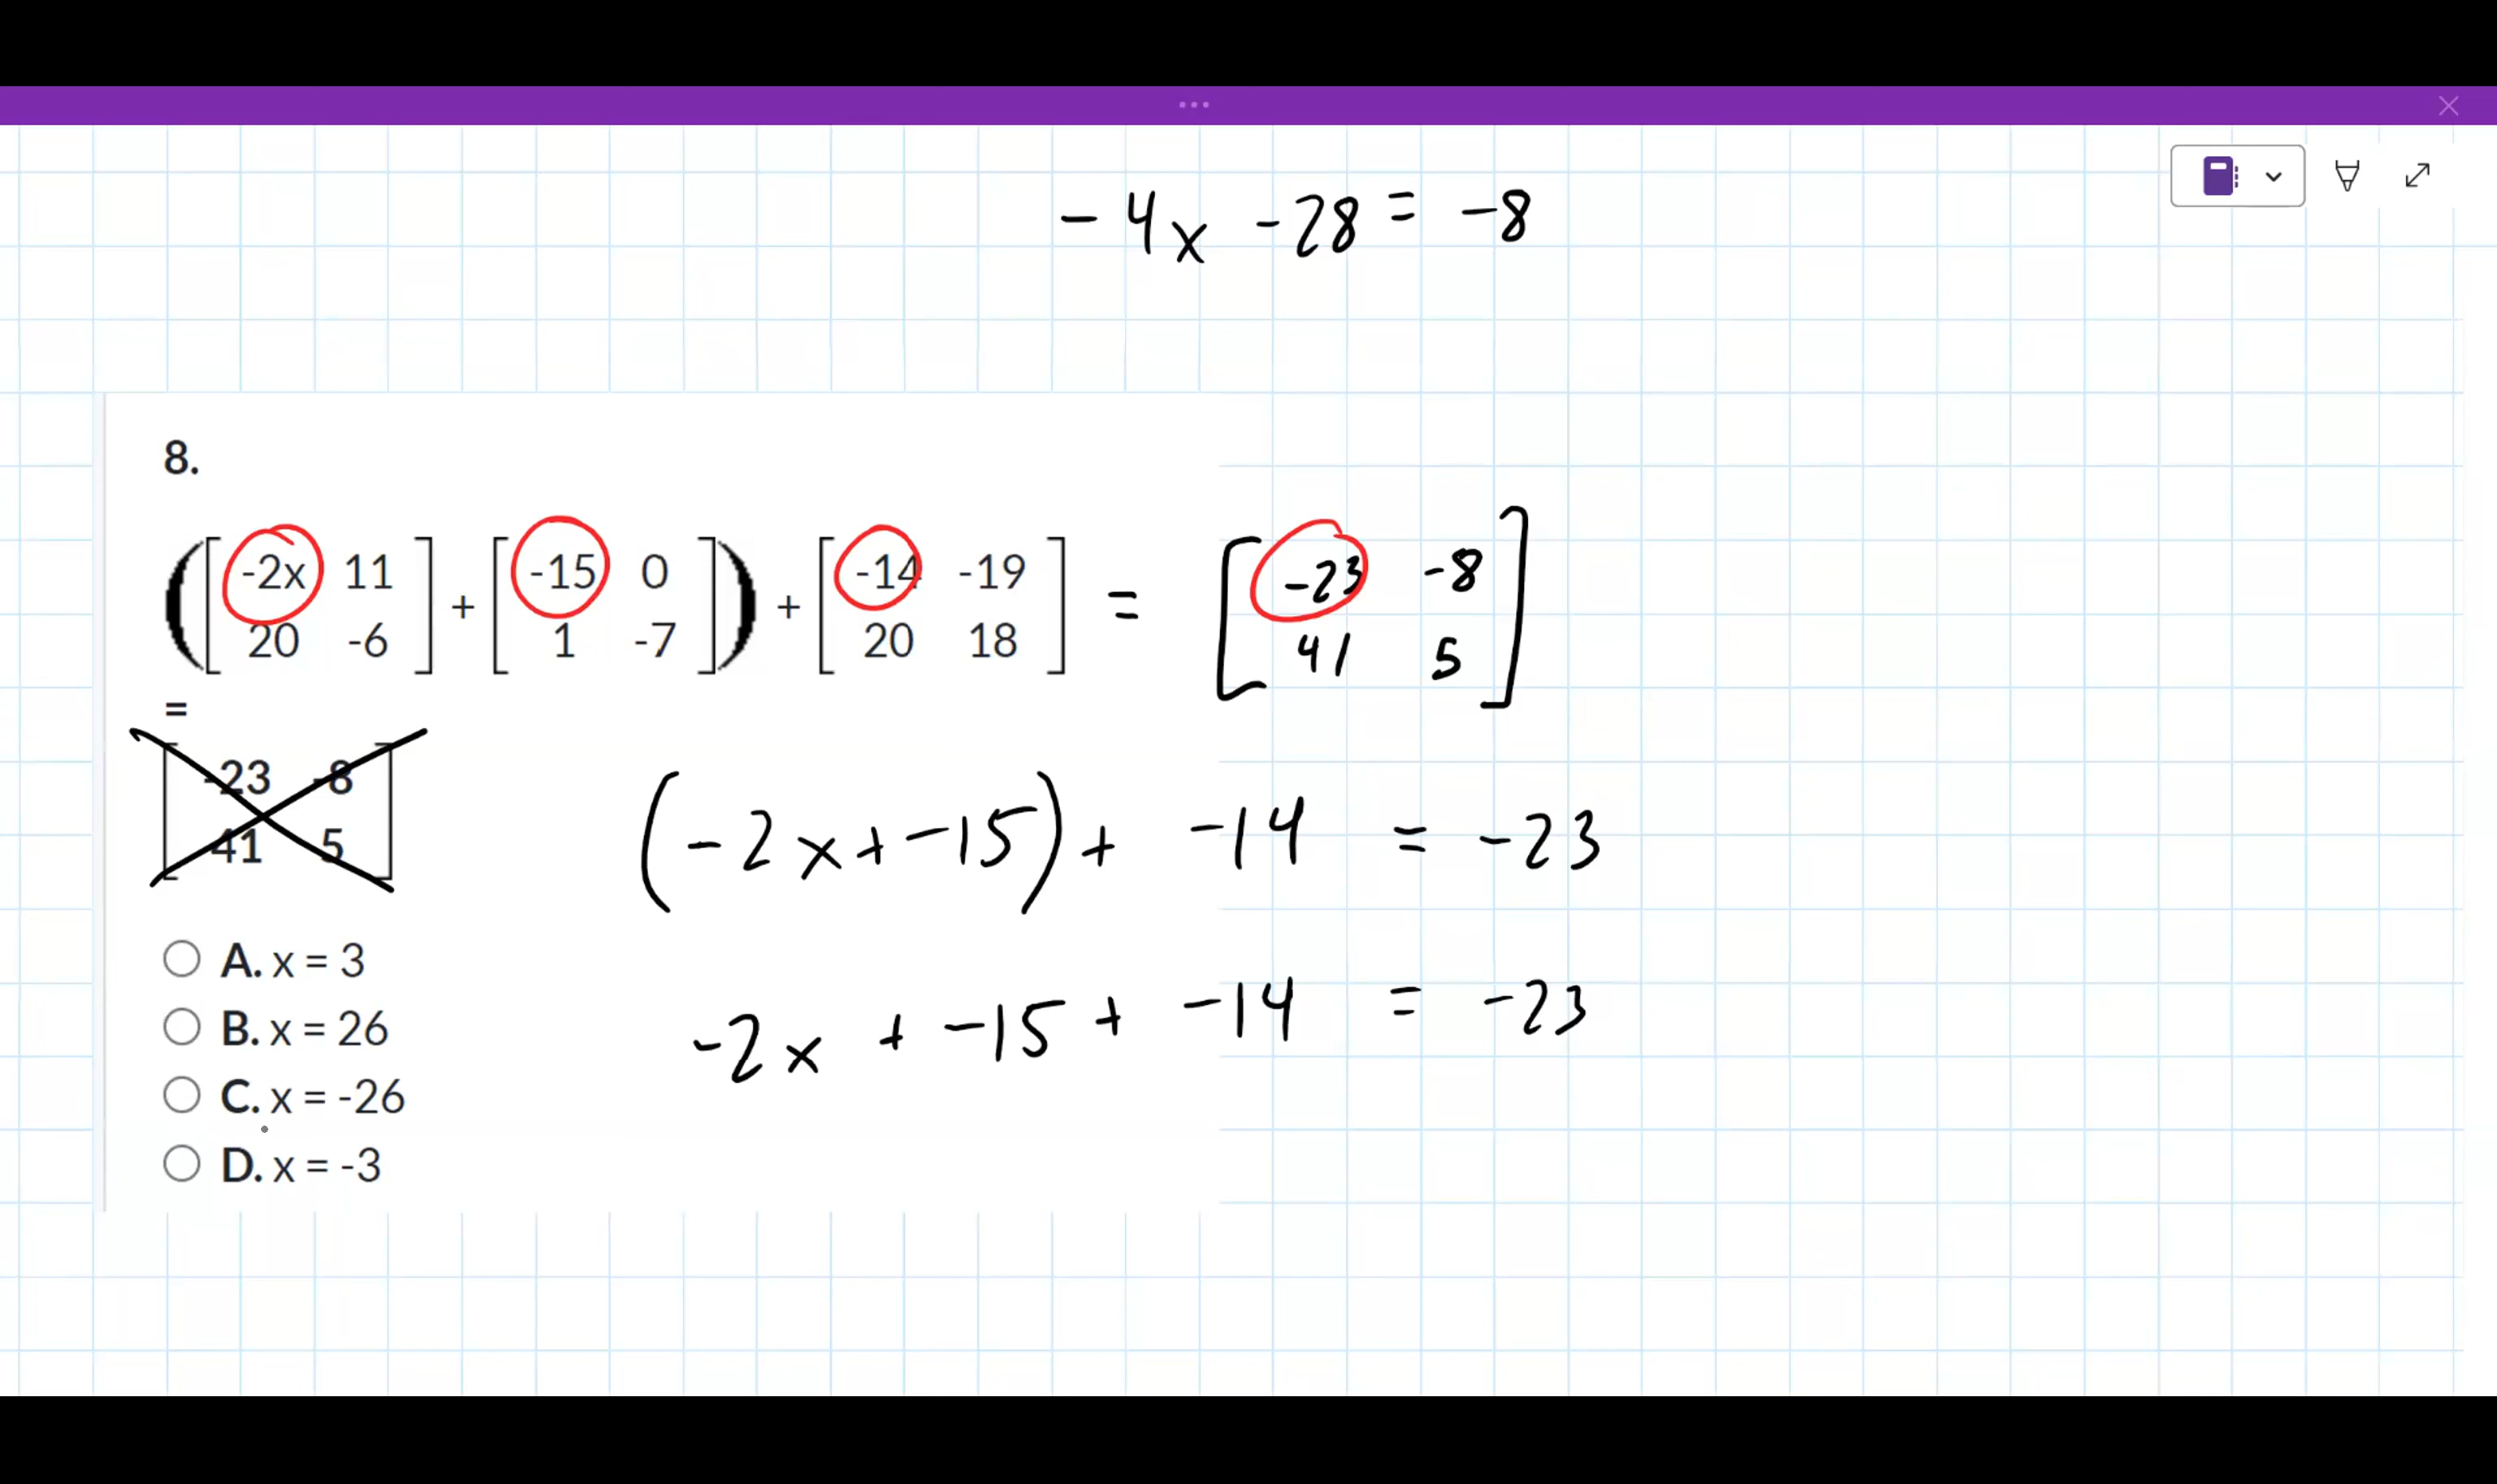 -4x -28 = -8
8.
([-2x 11] + [-15 0]) + [-14 -19] = [-23 -8]
[20 -6] [1 -7] [20 18] [41 5]
=
[-23 -8]
[41 5]
(-2x + -15) + -14 = -23
-2x + -15 + -14 = -23
A. x = 3
B. x = 26
C. x = -26
D. x = -3